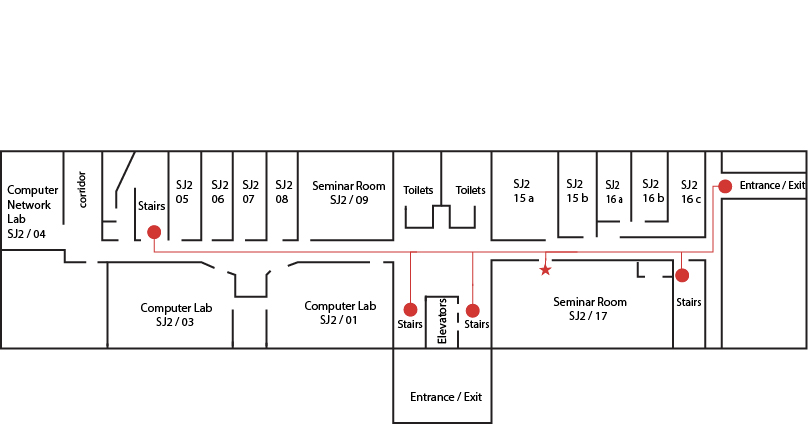 Computer
Network
Lab
SJ2 / 04
corridor
Stairs
SJ2
05
SJ2
06
SJ2
07
SJ2
08
Seminar Room
SJ2 / 09
Toilets
Toilets
SJ2
15 a
SJ2
15 b
SJ2
16 a
SJ2
16 b
SJ2
16 c
Entrance / Exit
Computer Lab
SJ2 / 03
Computer Lab
SJ2 / 01
Stairs
Elevators
Stairs
Seminar Room
SJ2 / 17
Stairs
Entrance / Exit